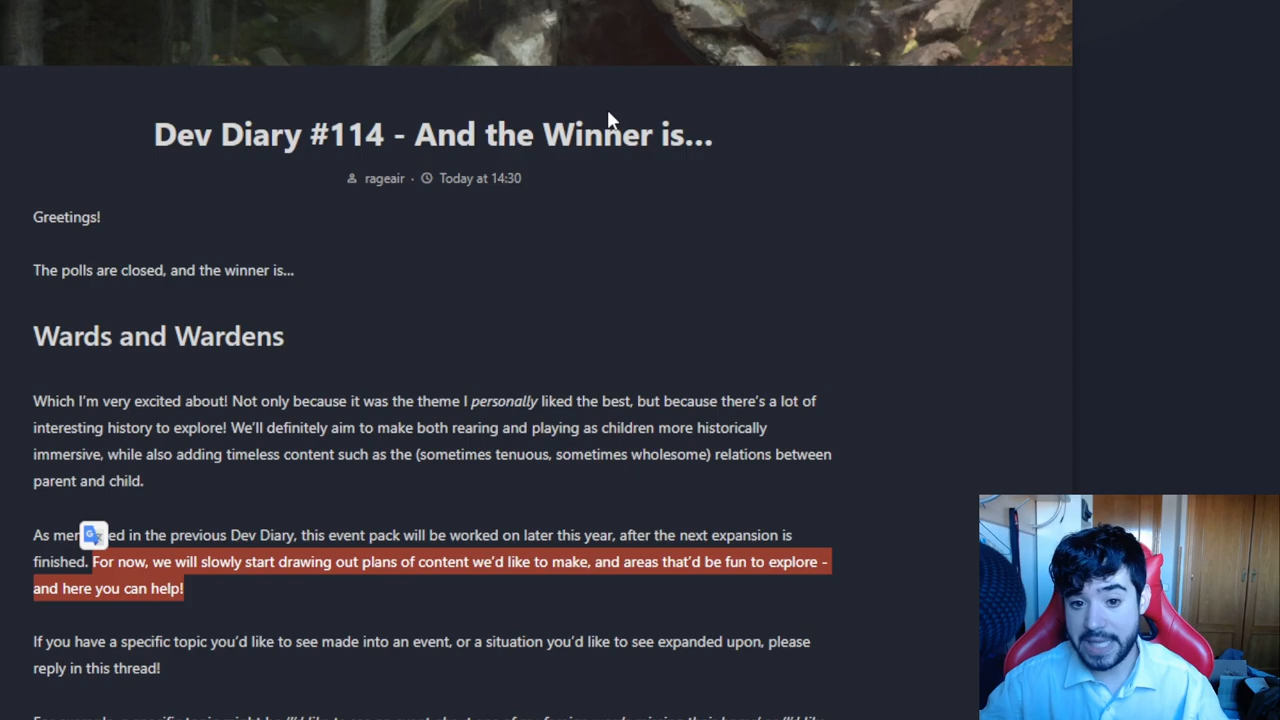 Dev Diary #114 - And the Winner is...
rageair · Today at 14:30
Greetings!
The polls are closed, and the winner is...
Wards and Wardens
Which I'm very excited about! Not only because it was the theme I personally liked the best, but because there's a lot of
interesting history to explore! We'll definitely aim to make both rearing and playing as children more historically
immersive, while also adding timeless content such as the (sometimes tenuous, sometimes wholesome) relations between
parent and child.
As mer ed in the previous Dev Diary, this event pack will be worked on later this year, after the next expansion is
finished. For now, we will slowly start drawing out plans of content we'd like to make, and areas that'd be fun to explore -
and here you can help!
If you have a specific topic you'd like to see made into an event, or a situation you'd like to see expanded upon, please
reply in this thread!